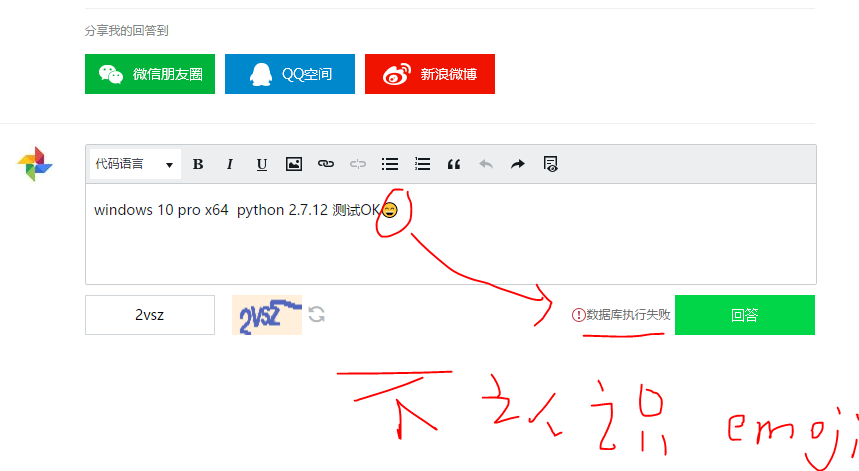 分享我的回答到
微信朋友圈 QQ空间 新浪微博
代码语言 B I U
windows 10 pro x64 python 2.7.12 测试OK😄
2vsz 2vsz 数据库执行失败 回答
不认识 emoji